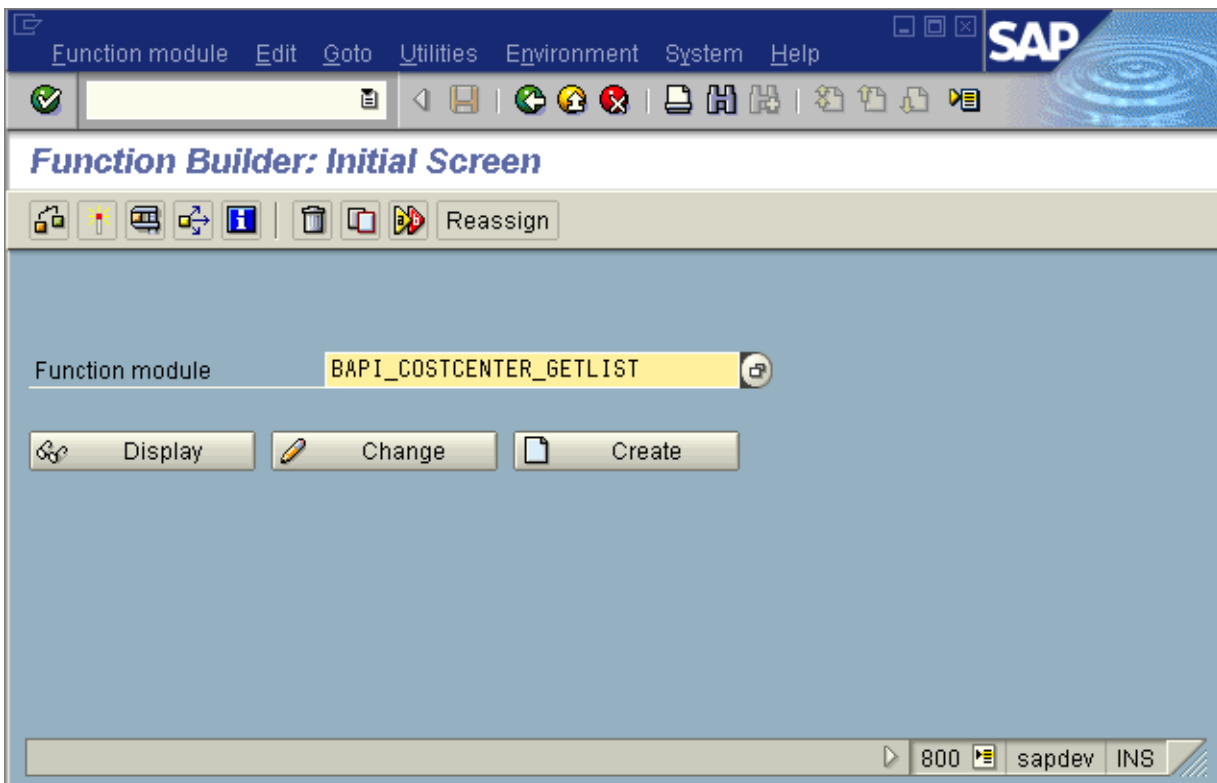 Function module Edit Goto Utilities Environment System Help
SAP
Function Builder: Initial Screen
Reassign
Function module BAPI_COSTCENTER_GETLIST
Display Change Create
800 sapdev INS